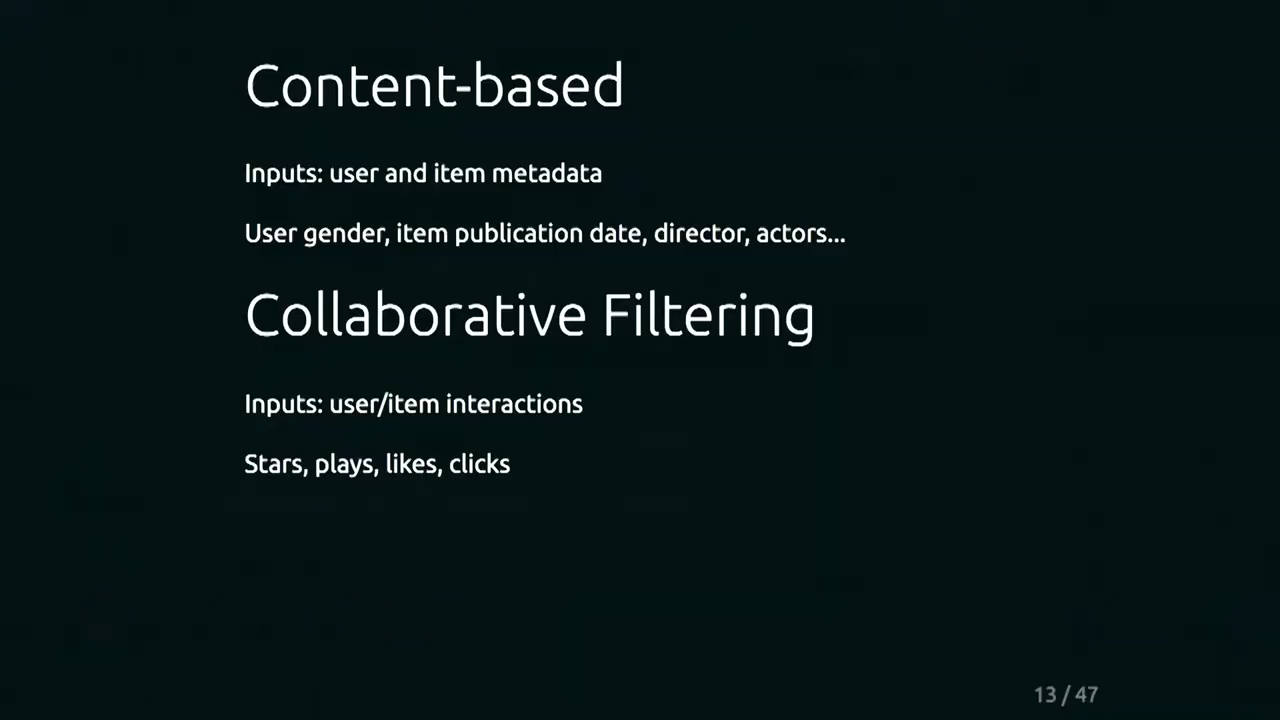 Content-based
Inputs: user and item metadata
User gender, item publication date, director, actors...
Collaborative Filtering
Inputs: user/item interactions
Stars, plays, likes, clicks
13 / 47